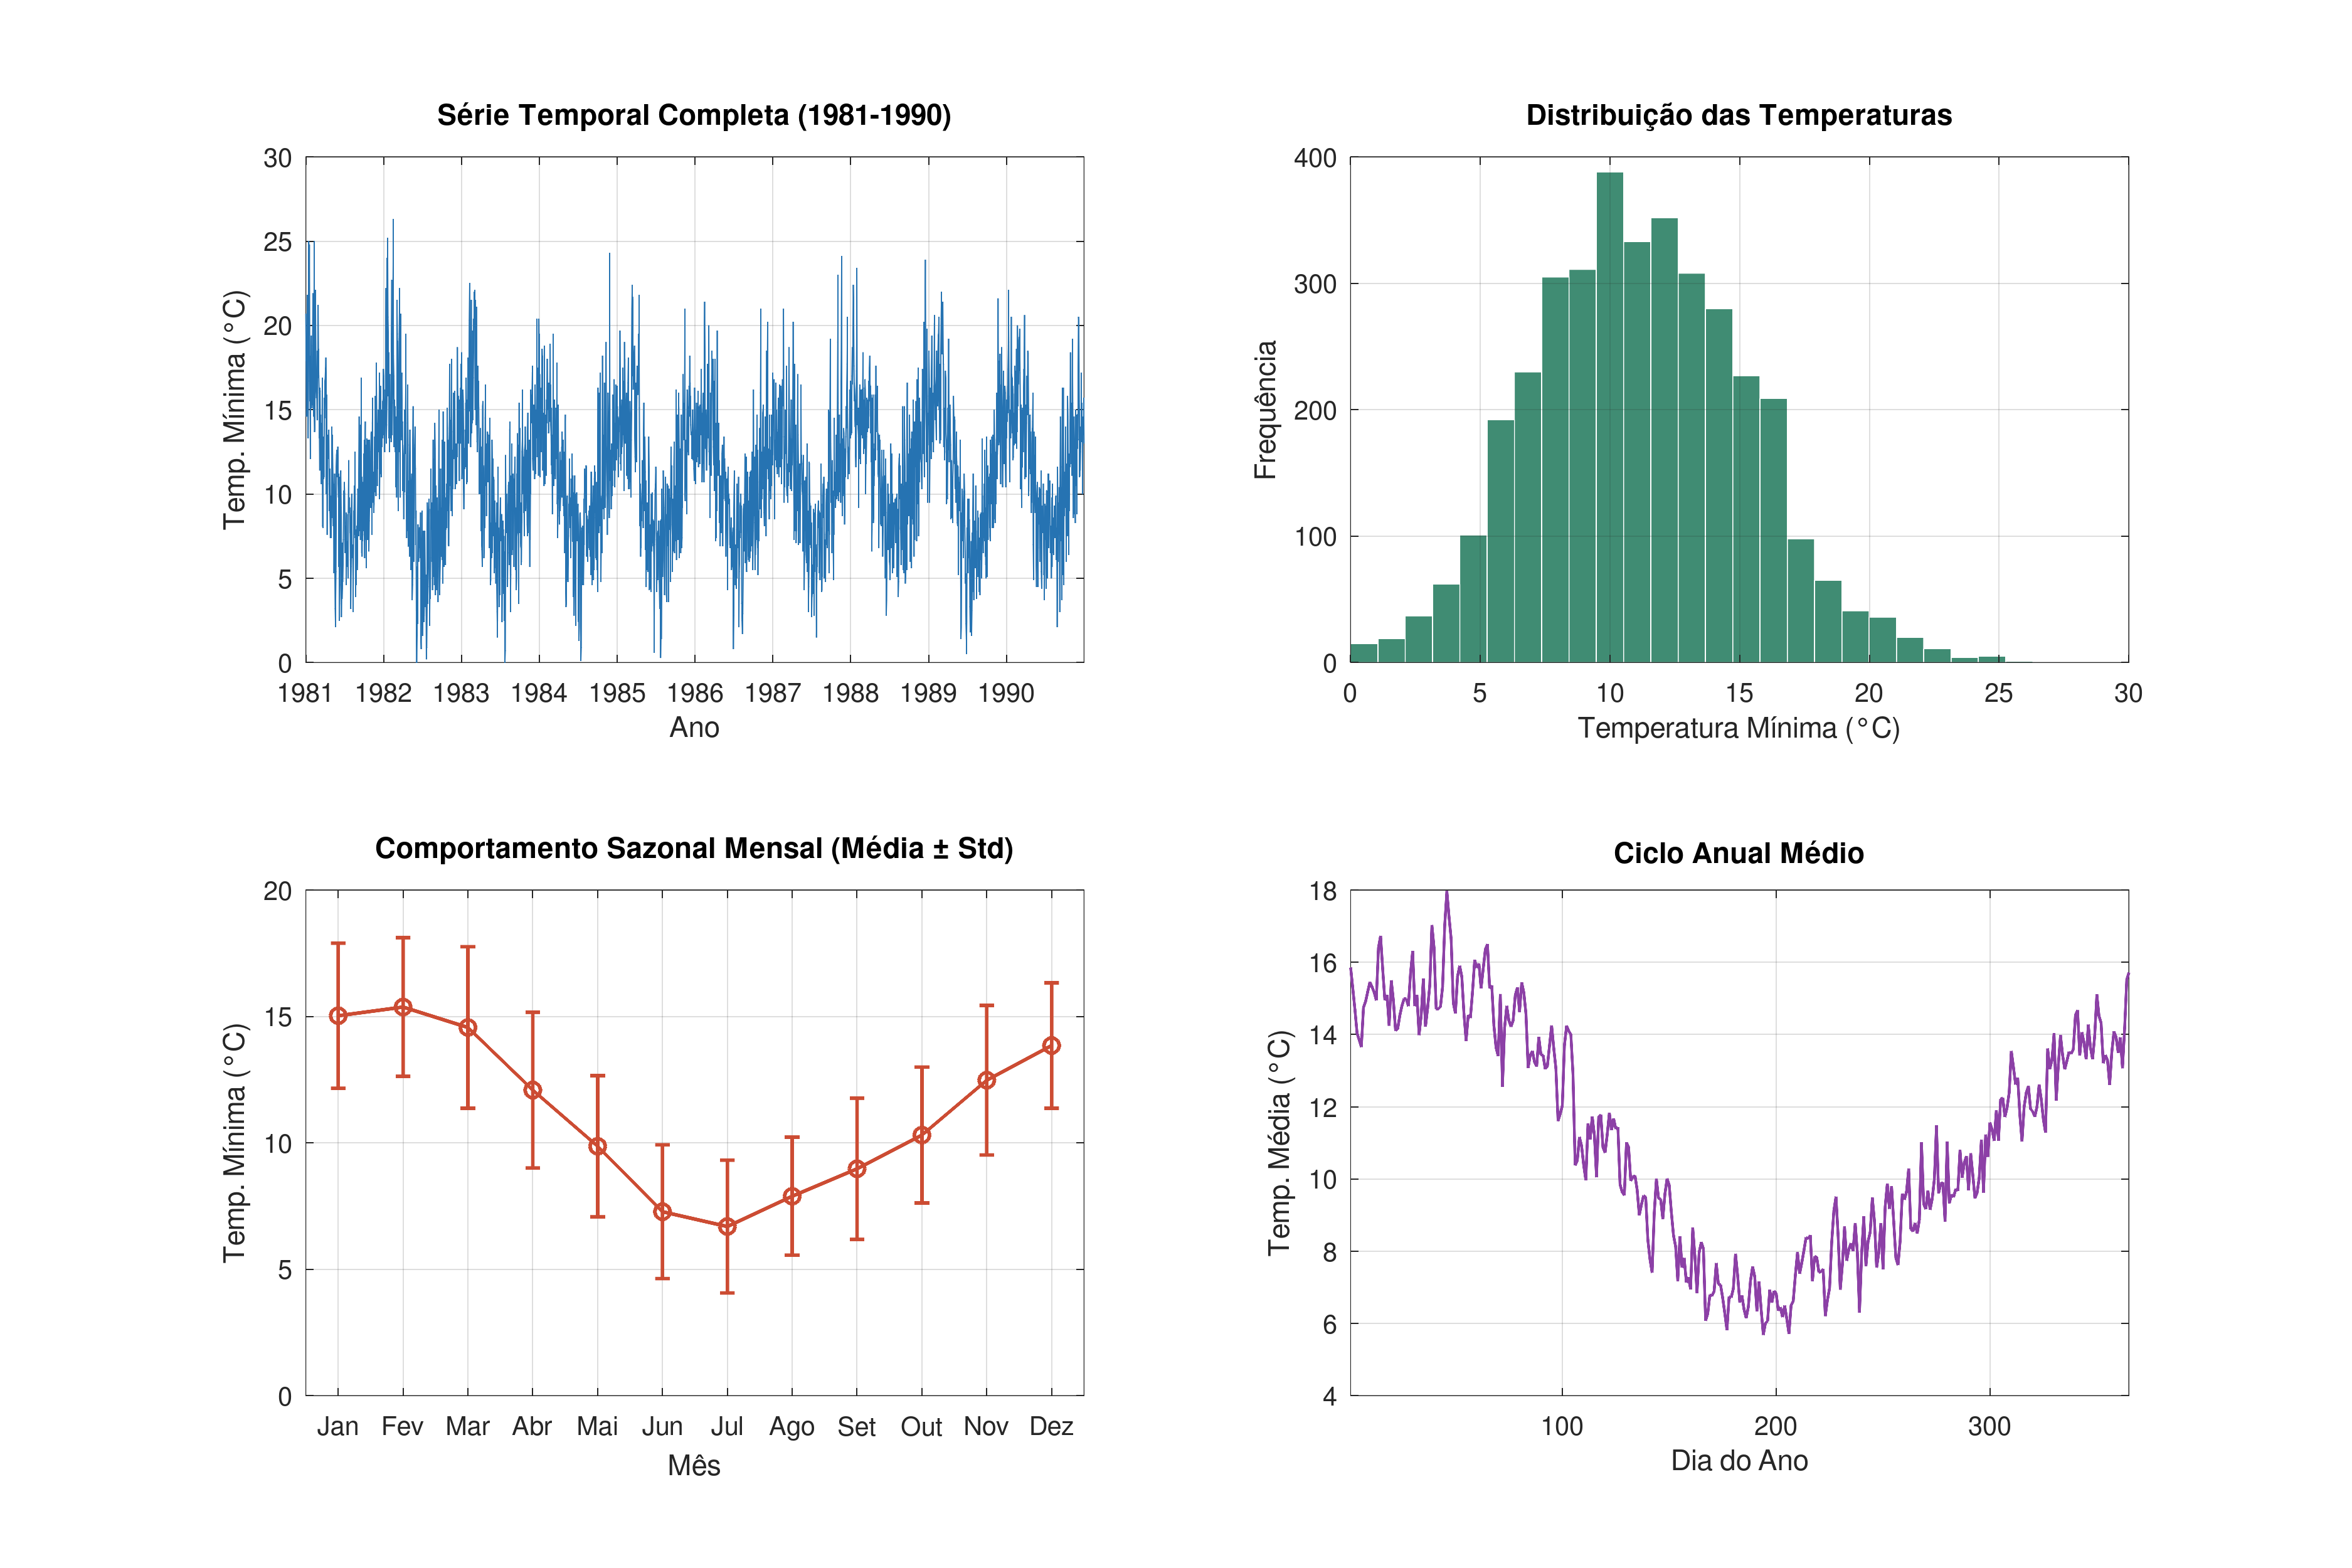 Série Temporal Completa (1981-1990)
30
25
20
15
10
5
0
Temp. Mínima (°C)
1981 1982 1983 1984 1985 1986 1987 1988 1989 1990
Ano
Distribuição das Temperaturas
400
300
200
100
0
Frequência
0 5 10 15 20 25 30
Temperatura Mínima (°C)
Comportamento Sazonal Mensal (Média ± Std)
20
15
10
5
0
Temp. Mínima (°C)
Jan Fev Mar Abr Mai Jun Jul Ago Set Out Nov Dez
Mês
Ciclo Anual Médio
18
16
14
12
10
8
6
4
Temp. Média (°C)
100 200 300
Dia do Ano